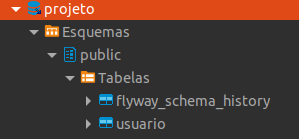 projeto
Esquemas
public
Tabelas
flyway_schema_history
usuario